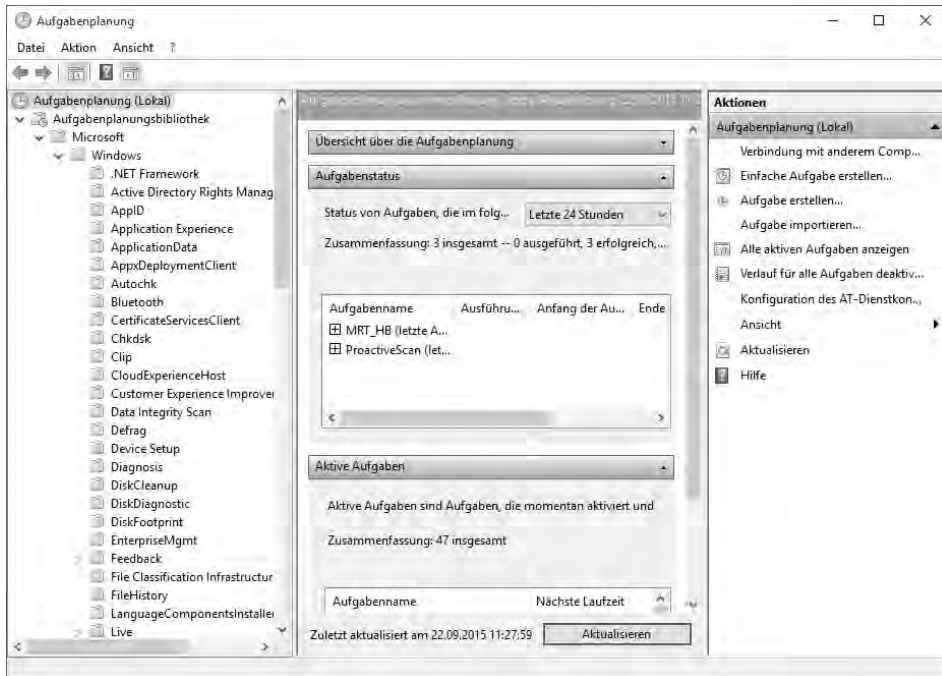 Aufgabenplanung
Datei Aktion Ansicht ?
Aufgabenplanung (Lokal)
Aufgabenplanungsbibliothek
Microsoft
Windows
.NET Framework
Active Directory Rights Manag
AppID
Application Experience
ApplicationData
AppxDeploymentClient
Autochk
Bluetooth
CertificateServicesClient
Chkdsk
Clip
CloudExperienceHost
Customer Experience Improver
Data Integrity Scan
Defrag
Device Setup
Diagnosis
DiskCleanup
DiskDiagnostic
DiskFootprint
EnterpriseMgmt
Feedback
File Classification Infrastructur
FileHistory
LanguageComponentsInstaller
Live
Übersicht über die Aufgabenplanung
Aufgabenstatus
Status von Aufgaben, die im folg... Letzte 24 Stunden
Zusammenfassung: 3 insgesamt -- 0 ausgeführt, 3 erfolgreich,...
Aufgabenname Ausführu... Anfang der Au... Ende
MRT_HB (letzte A...
ProactiveScan (let...
Aktive Aufgaben
Aktive Aufgaben sind Aufgaben, die momentan aktiviert und
Zusammenfassung: 47 insgesamt
Aufgabenname Nächste Laufzeit
Zuletzt aktualisiert am 22.09.2015 11:27:59 Aktualisieren
Aktionen
Aufgabenplanung (Lokal)
Verbindung mit anderem Comp...
Einfache Aufgabe erstellen...
Aufgabe erstellen...
Aufgabe importieren...
Alle aktiven Aufgaben anzeigen
Verlauf für alle Aufgaben deaktiv...
Konfiguration des AT-Dienstkon...
Ansicht
Aktualisieren
Hilfe